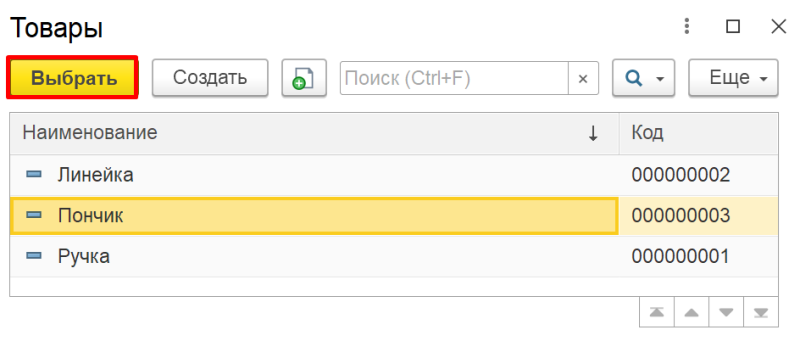 Товары
Выбрать Создать Поиск (Ctrl+F) × Еще
Наименование ↓ Код
Линейка 000000002
Пончик 000000003
Ручка 000000001